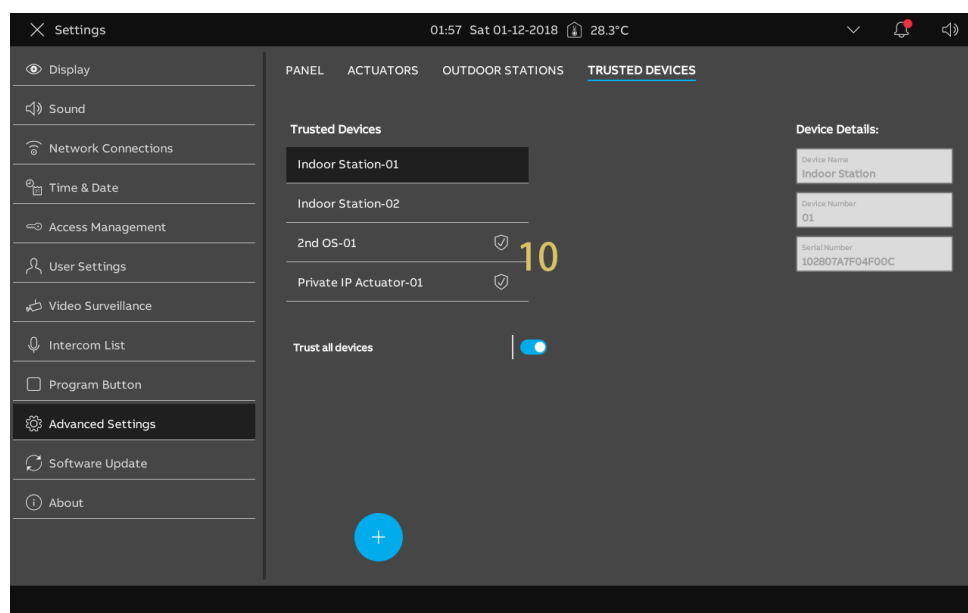 Settings
01:57 Sat 01-12-2018 28.3°C
Display
Sound
Network Connections
Time & Date
Access Management
User Settings
Video Surveillance
Intercom List
Program Button
Advanced Settings
Software Update
About
PANEL ACTUATORS OUTDOOR STATIONS TRUSTED DEVICES
Trusted Devices
Indoor Station-01
Indoor Station-02
2nd OS-01
10
Private IP Actuator-01
Trust all devices
+
Device Details:
Device Name
Indoor Station
Device Number
01
Serial Number
102807A7F04F00C